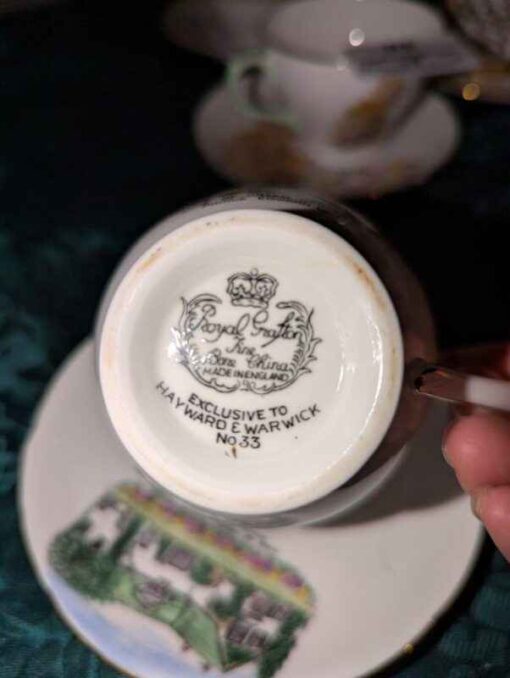 Royal Grafton
Fine
Bone China
MADE IN ENGLAND
EXCLUSIVE TO
HAYWARD & WARWICK
No 33